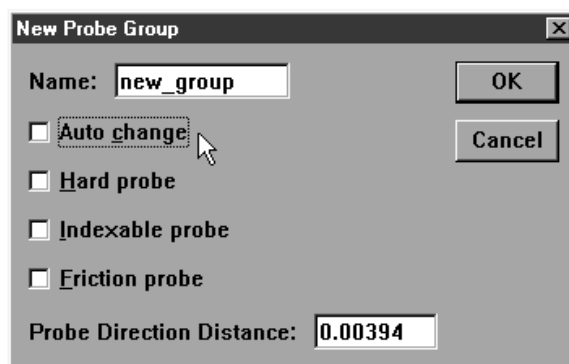 New Probe Group
Name: new_group
OK
Auto change
Cancel
Hard probe
Indexable probe
Friction probe
Probe Direction Distance: 0.00394